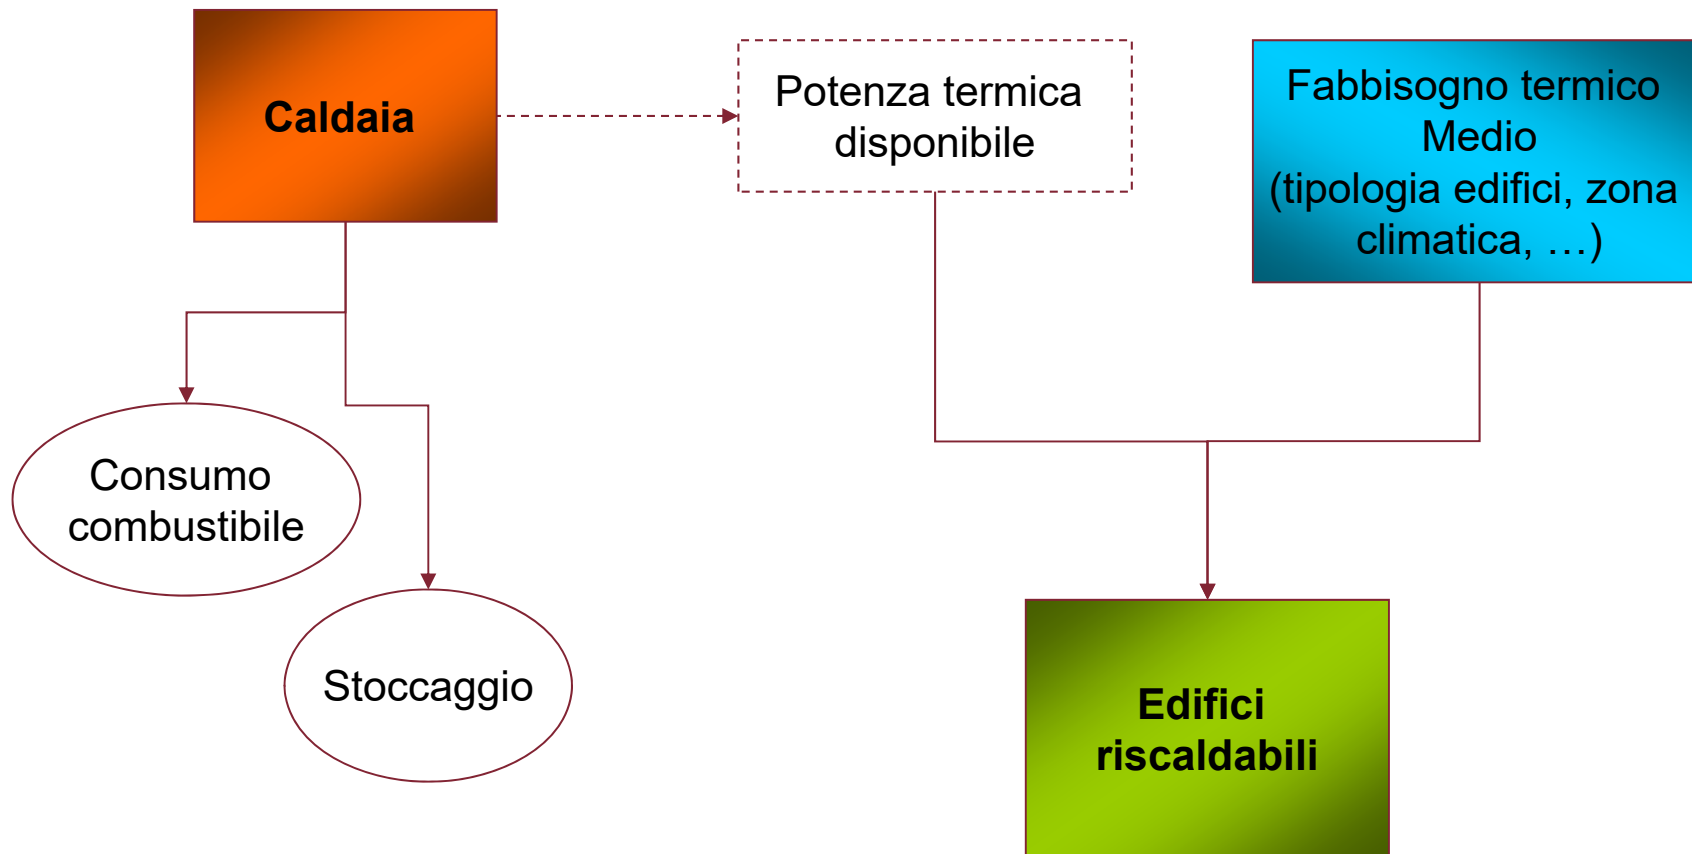 Caldaia
Potenza termica
disponibile
Fabbisogno termico
Medio
(tipologia edifici, zona
climatica, …)
Consumo
combustibile
Stoccaggio
Edifici
riscaldabili